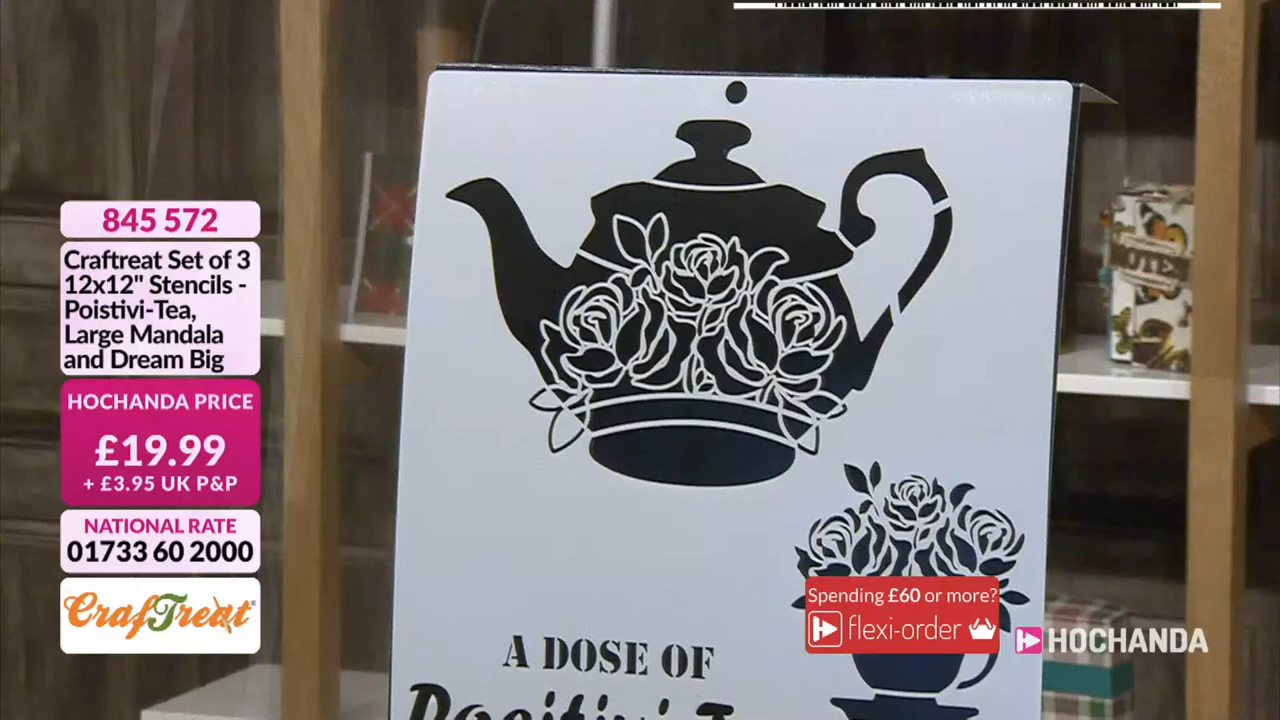 845 572
Craftreat Set of 3
12x12" Stencils -
Poistivi-Tea,
Large Mandala
and Dream Big
HOCHANDA PRICE
£19.99
+ £3.95 UK P&P
NATIONAL RATE
01733 60 2000
CrafTreat
A DOSE OF
Positivi-T
Spending £60 or more?
flexi-order
HOCHANDA